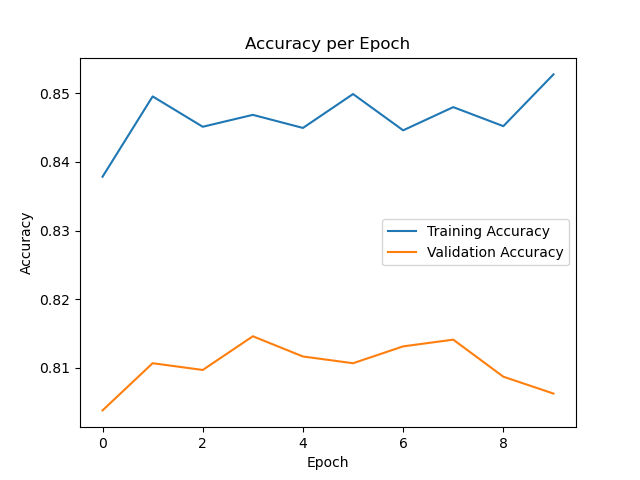 Accuracy per Epoch
0.85
0.84
0.83
0.82
0.81
Accuracy
Training Accuracy
Validation Accuracy
0 2 4 6 8
Epoch